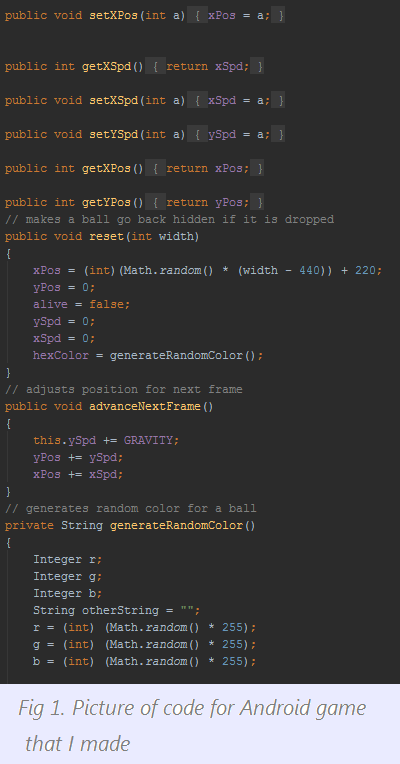 public void setXPos(int a) { xPos = a; }
public int getXSpd() { return xSpd; }
public void setXSpd(int a) { xSpd = a; }
public void setYSpd(int a) { ySpd = a; }
public int getXPos() { return xPos; }
public int getYPos() { return yPos; }
// makes a ball go back hidden if it is dropped
public void reset(int width)
{
    xPos = (int)(Math.random() * (width - 440)) + 220;
    yPos = 0;
    alive = false;
    ySpd = 0;
    xSpd = 0;
    hexColor = generateRandomColor();
}
// adjusts position for next frame
public void advanceNextFrame()
{
    this.ySpd += GRAVITY;
    yPos += ySpd;
    xPos += xSpd;
}
// generates random color for a ball
private String generateRandomColor()
{
    Integer r;
    Integer g;
    Integer b;
    String otherString = "";
    r = (int) (Math.random() * 255);
    g = (int) (Math.random() * 255);
    b = (int) (Math.random() * 255);
Fig 1. Picture of code for Android game
that I made